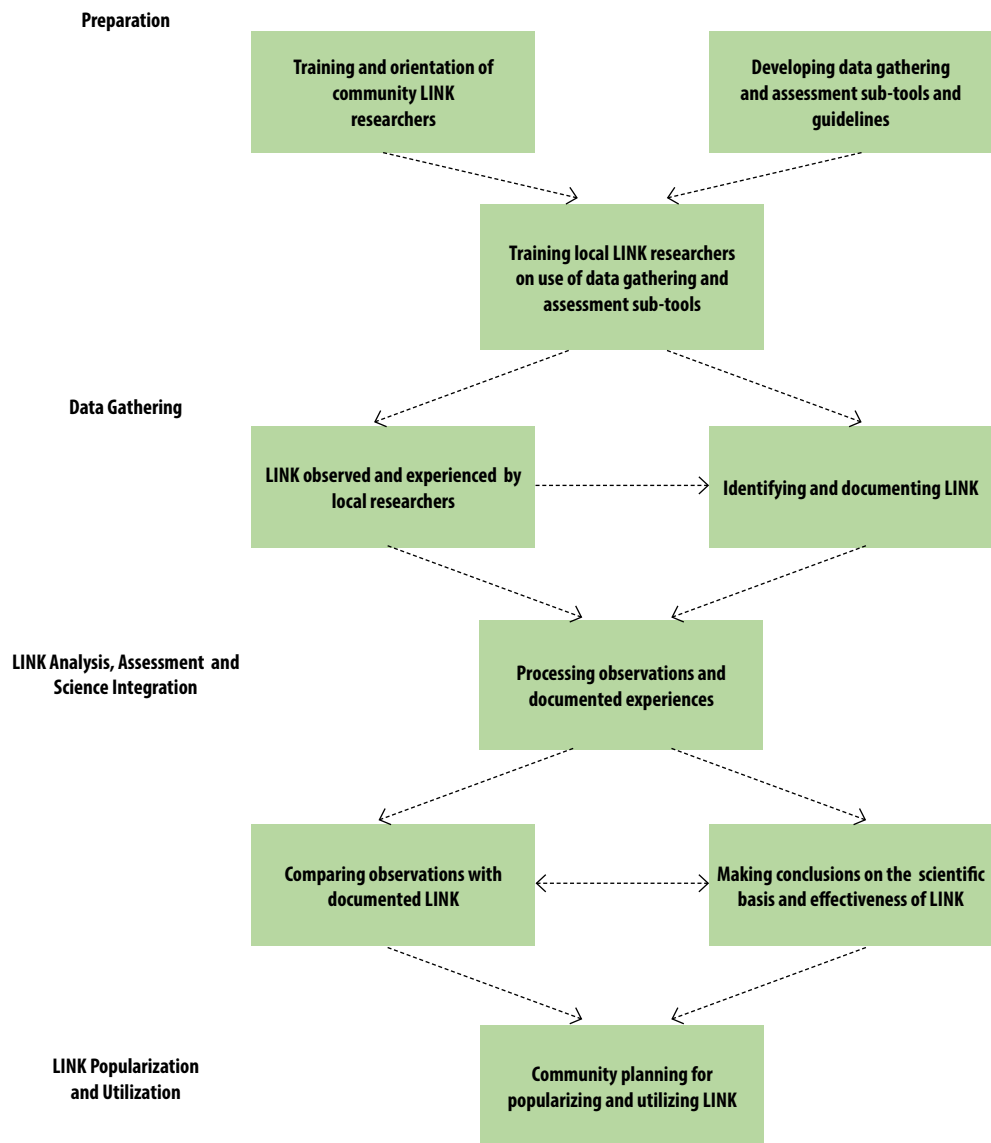 Preparation
Training and orientation of
community LINK
researchers
Developing data gathering
and assessment sub-tools and
guidelines
Training local LINK researchers
on use of data gathering and
assessment sub-tools
Data Gathering
LINK observed and experienced by
local researchers
Identifying and documenting LINK
LINK Analysis, Assessment and
Science Integration
Processing observations and
documented experiences
Comparing observations with
documented LINK
Making conclusions on the scientific
basis and effectiveness of LINK
LINK Popularization
and Utilization
Community planning for
popularizing and utilizing LINK